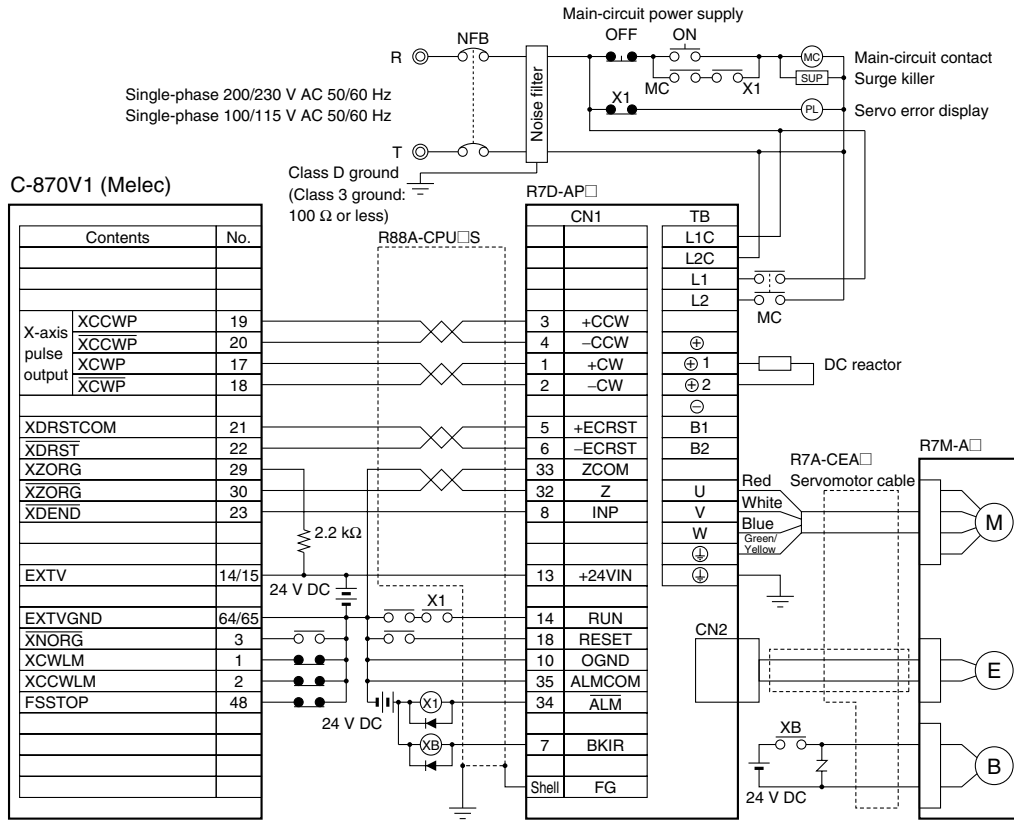 Main-circuit power supply
OFF ON
R NFB
MC Main-circuit contact
MC X1 SUP Surge killer
Single-phase 200/230 V AC 50/60 Hz
Single-phase 100/115 V AC 50/60 Hz
Noise filter
X1 PL Servo error display
T
Class D ground
(Class 3 ground:
100 Ω or less)
C-870V1 (Melec)
R7D-AP□
R88A-CPU□S
Contents No.
CN1 TB
L1C
L2C
L1
L2
MC
X-axis pulse output
XCCWP 19 3 +CCW
XCCWP 20 4 −CCW ⊕
XCWP 17 1 +CW ⊕ 1 DC reactor
XCWP 18 2 −CW ⊕ 2
⊖
XDRSTCOM 21 5 +ECRST B1
XDRST 22 6 −ECRST B2
XZORG 29 33 ZCOM
XZORG 30 32 Z U
XDEND 23 8 INP V
W
R7A-CEA□
Servomotor cable
R7M-A□
Red
White
Blue
Green/
Yellow
M
2.2 kΩ
EXTV 14/15 13 +24VIN
24 V DC
X1
EXTVGND 64/65 14 RUN
XNORG 3 18 RESET
XCWLM 1 10 OGND
XCCWLM 2 35 ALMCOM
FSSTOP 48 X1 34 ALM
24 V DC
XB 7 BKIR
Shell FG
CN2
E
XB
B
24 V DC